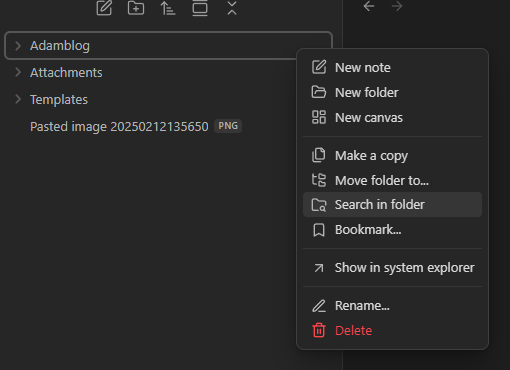 Adamblog
Attachments
Templates
Pasted image 20250212135650 PNG
New note
New folder
New canvas
Make a copy
Move folder to...
Search in folder
Bookmark...
Show in system explorer
Rename...
Delete